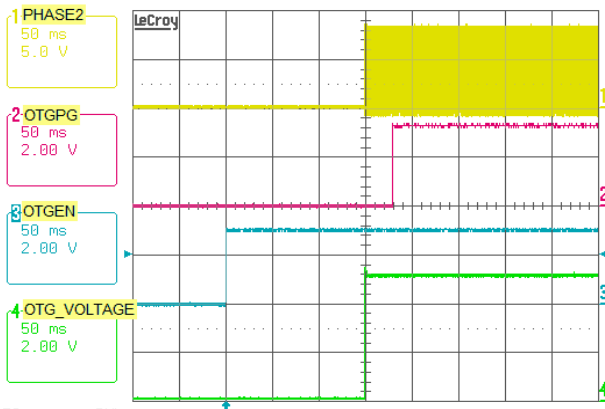 1 PHASE2
50 ms
5.0 V
2 OTGPG
50 ms
2.00 V
3 OTGEN
50 ms
2.00 V
4 OTG_VOLTAGE
50 ms
2.00 V
LeCroy
1
2
3
4